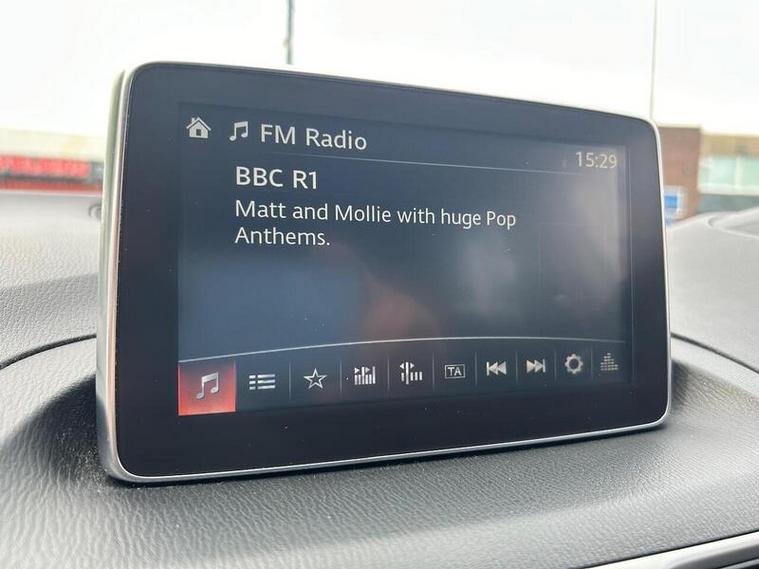 FM Radio
15:29
BBC R1
Matt and Mollie with huge Pop
Anthems.
TA